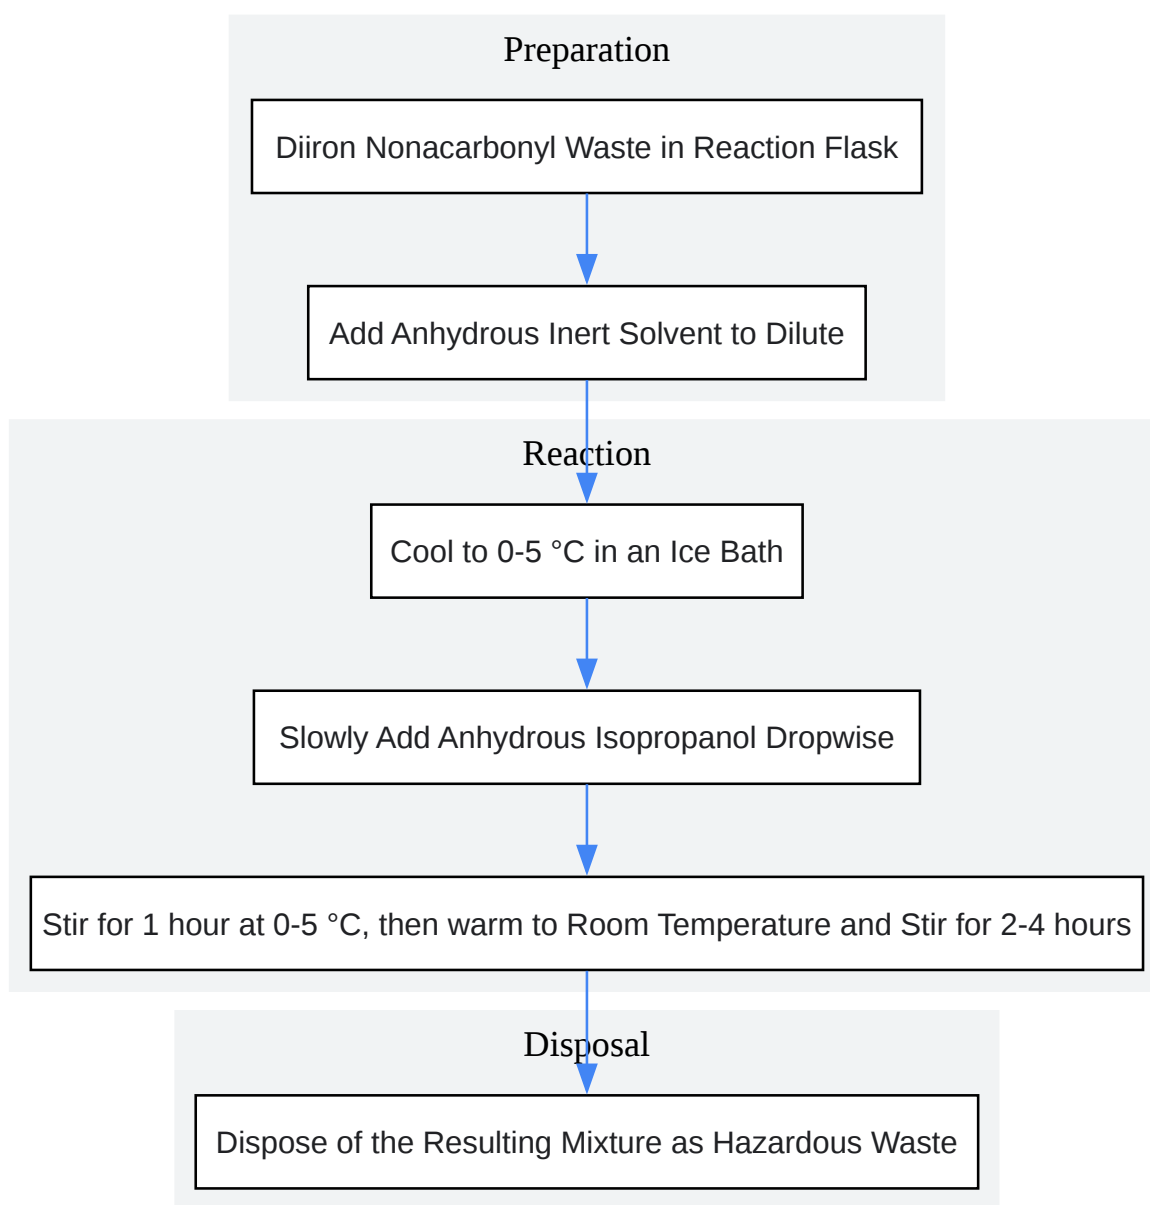 Preparation
Diiron Nonacarbonyl Waste in Reaction Flask
Add Anhydrous Inert Solvent to Dilute
Reaction
Cool to 0-5 °C in an Ice Bath
Slowly Add Anhydrous Isopropanol Dropwise
Stir for 1 hour at 0-5 °C, then warm to Room Temperature and Stir for 2-4 hours
Disposal
Dispose of the Resulting Mixture as Hazardous Waste